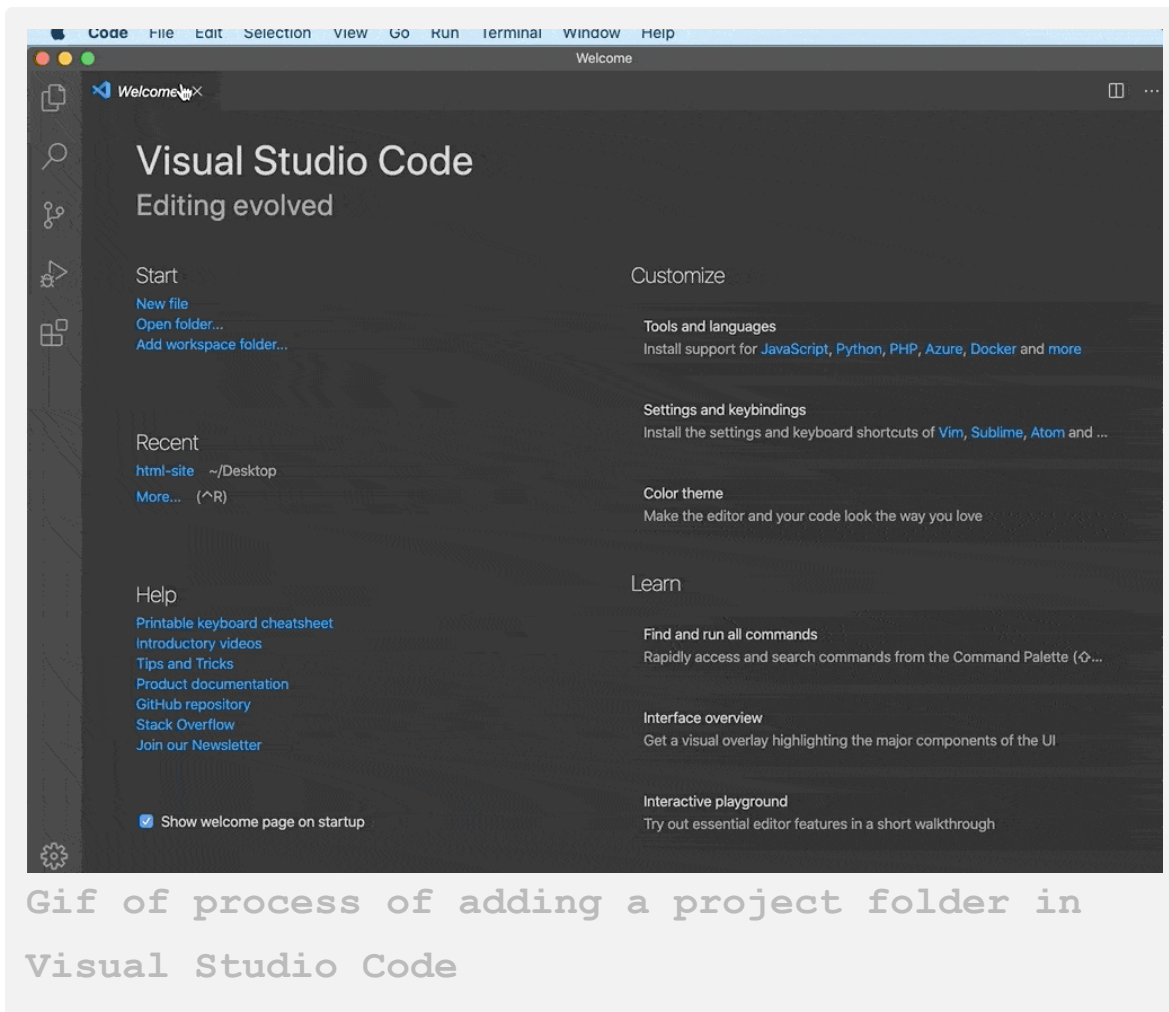 Code File Edit Selection View Go Run Terminal Window Help
Welcome
Welcome
Visual Studio Code
Editing evolved
Start
New file
Open folder...
Add workspace folder...
Recent
html-site ~/Desktop
More... (^R)
Help
Printable keyboard cheatsheet
Introductory videos
Tips and Tricks
Product documentation
GitHub repository
Stack Overflow
Join our Newsletter
Show welcome page on startup
Customize
Tools and languages
Install support for JavaScript, Python, PHP, Azure, Docker and more
Settings and keybindings
Install the settings and keyboard shortcuts of Vim, Sublime, Atom and ...
Color theme
Make the editor and your code look the way you love
Learn
Find and run all commands
Rapidly access and search commands from the Command Palette (⇧...
Interface overview
Get a visual overlay highlighting the major components of the UI
Interactive playground
Try out essential editor features in a short walkthrough
Gif of process of adding a project folder in
Visual Studio Code